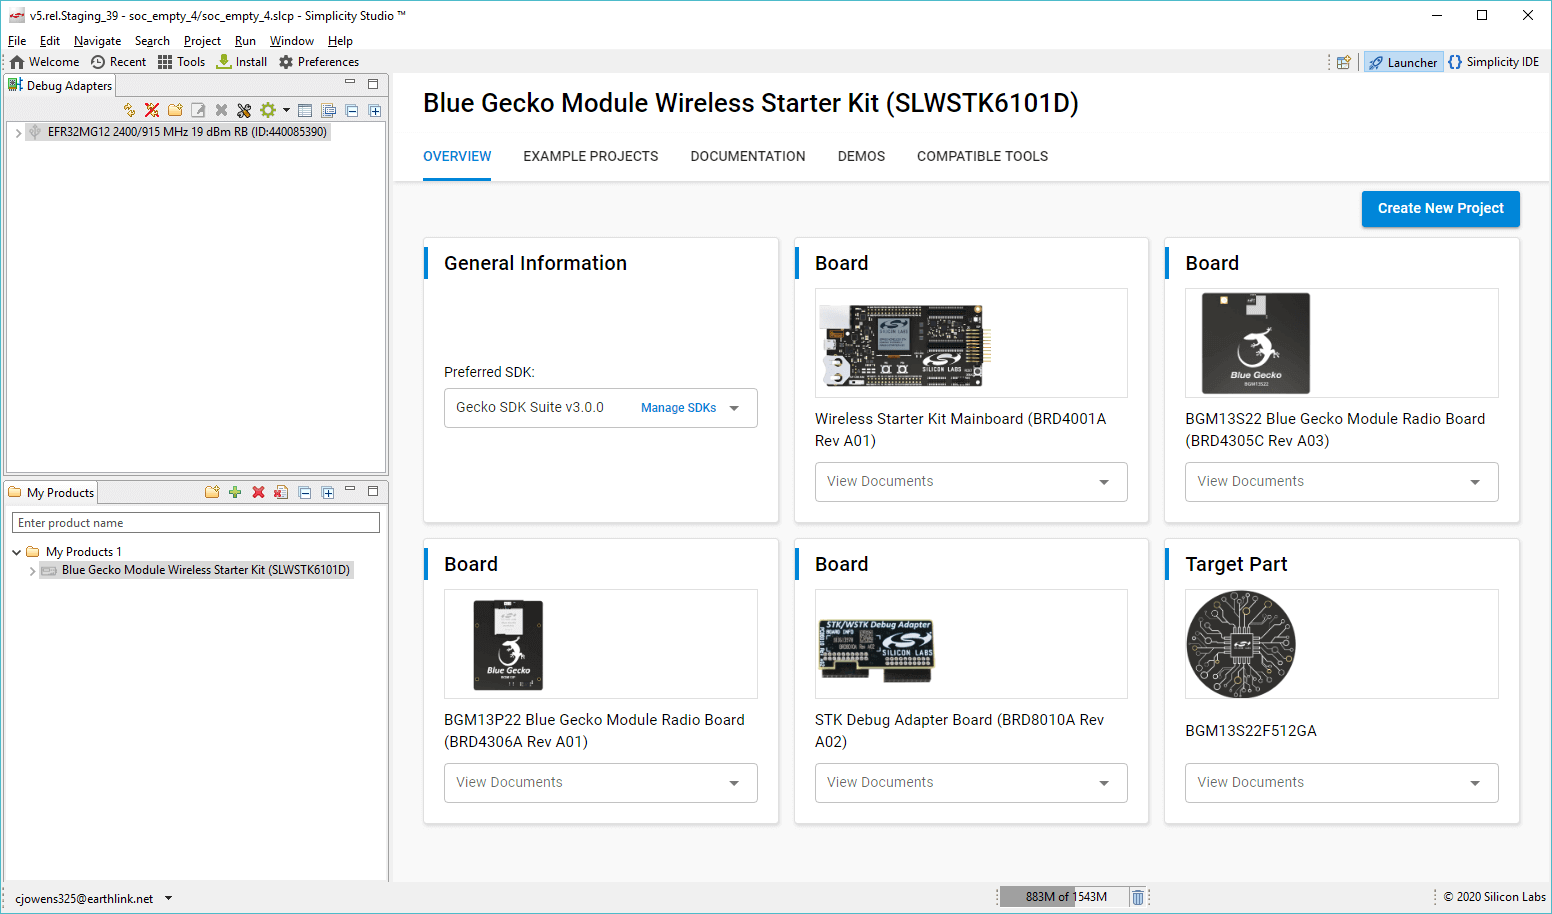 v5.rel.Staging_39 - soc_empty_4/soc_empty_4.slcp - Simplicity Studio ™
File Edit Navigate Search Project Run Window Help
Welcome Recent Tools Install Preferences
Launcher Simplicity IDE
Debug Adapters
EFR32MG12 2400/915 MHz 19 dBm RB (ID:440085390)
My Products
Enter product name
My Products 1
Blue Gecko Module Wireless Starter Kit (SLWSTK6101D)
Blue Gecko Module Wireless Starter Kit (SLWSTK6101D)
OVERVIEW EXAMPLE PROJECTS DOCUMENTATION DEMOS COMPATIBLE TOOLS
Create New Project
General Information
Preferred SDK:
Gecko SDK Suite v3.0.0 Manage SDKs
Board
SILICON LABS
SILICON LABS
Wireless Starter Kit Mainboard (BRD4001A
Rev A01)
View Documents
Board
Blue Gecko
BGM13S22
BGM13S22 Blue Gecko Module Radio Board
(BRD4305C Rev A03)
View Documents
Board
Blue Gecko
BGM13P22 Blue Gecko Module Radio Board
(BRD4306A Rev A01)
View Documents
Board
STK/WSTK Debug Adapter
BOARD INFO
SILICON LABS
STK Debug Adapter Board (BRD8010A Rev
A02)
View Documents
Target Part
BGM13S22F512GA
View Documents
cjowens325@earthlink.net
883M of 1543M
© 2020 Silicon Labs